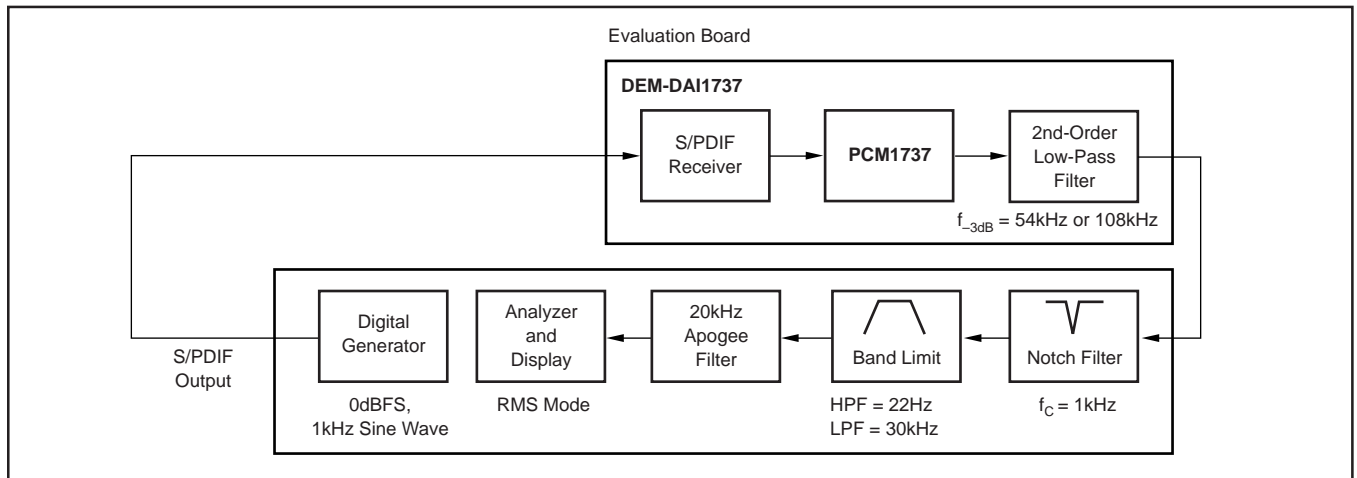 Evaluation Board
DEM-DAI1737
S/PDIF
Receiver
PCM1737
2nd-Order
Low-Pass
Filter
f–3dB = 54kHz or 108kHz
S/PDIF
Output
Digital
Generator
0dBFS,
1kHz Sine Wave
Analyzer
and
Display
RMS Mode
20kHz
Apogee
Filter
Band Limit
HPF = 22Hz
LPF = 30kHz
Notch Filter
fC = 1kHz